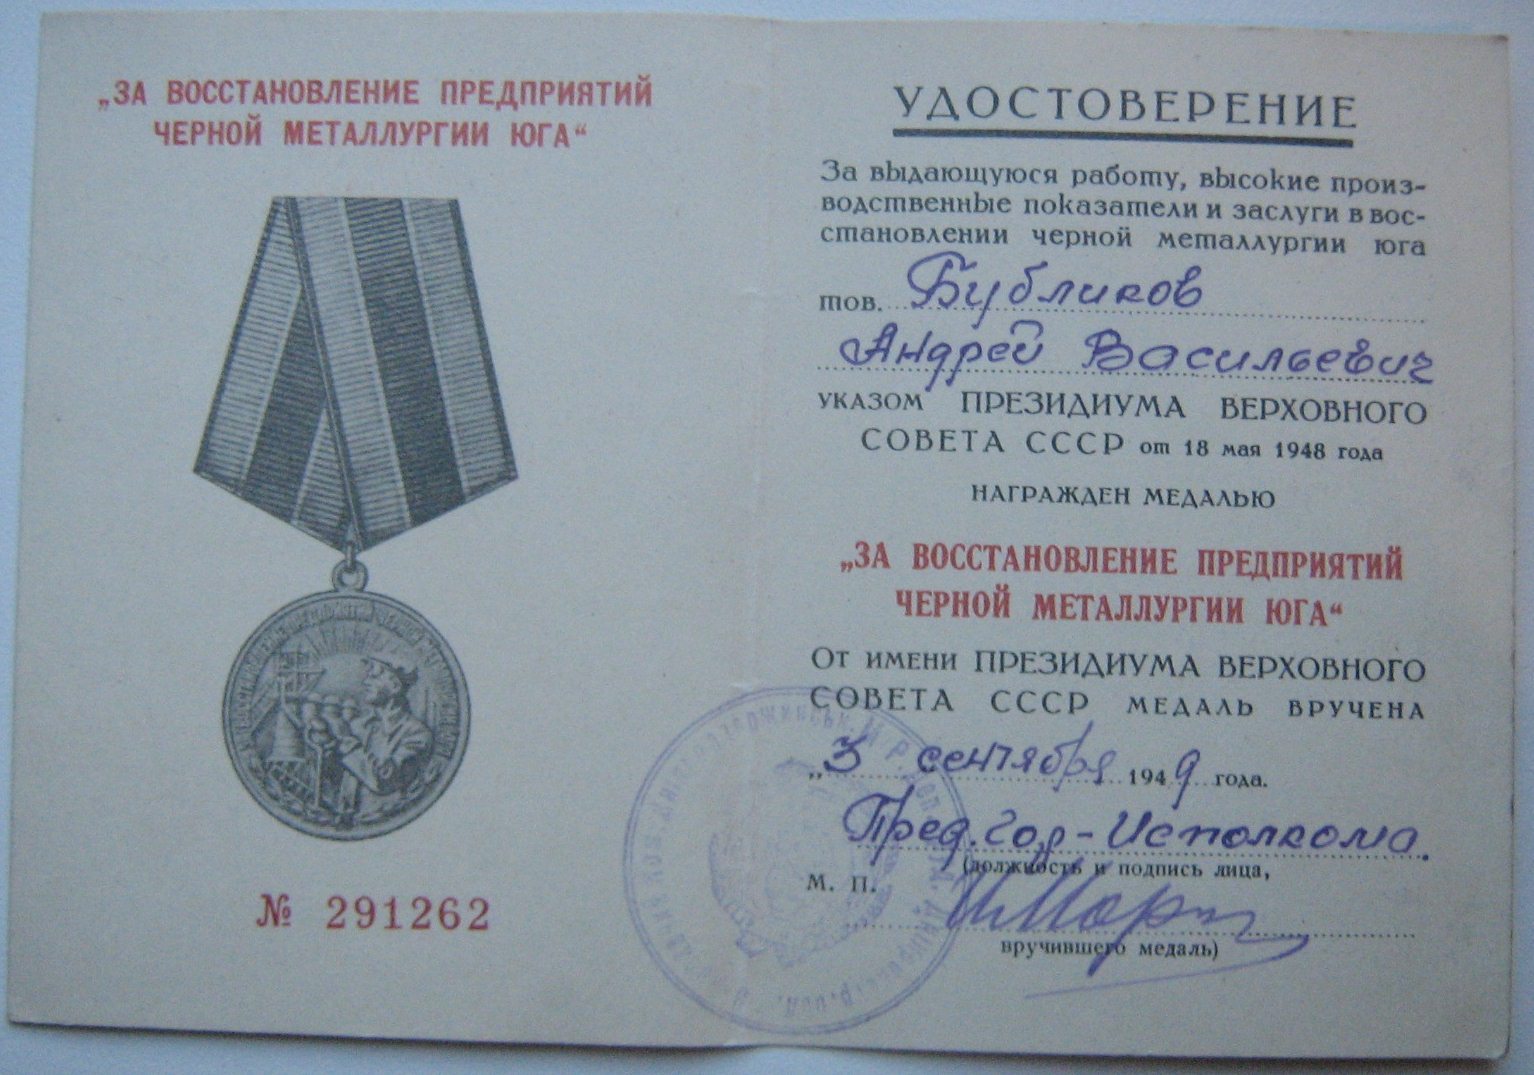 „ЗА ВОССТАНОВЛЕНИЕ ПРЕДПРИЯТИЙ
ЧЕРНОЙ МЕТАЛЛУРГИИ ЮГА“
№ 291262
УДОСТОВЕРЕНИЕ
За выдающуюся работу, высокие произ-
водственные показатели и заслуги в вос-
становлении черной металлургии юга
тов. Бубликов
Андрей Васильевич
указом ПРЕЗИДИУМА ВЕРХОВНОГО
СОВЕТА СССР от 18 мая 1948 года
НАГРАЖДЕН МЕДАЛЬЮ
„ЗА ВОССТАНОВЛЕНИЕ ПРЕДПРИЯТИЙ
ЧЕРНОЙ МЕТАЛЛУРГИИ ЮГА“
От имени ПРЕЗИДИУМА ВЕРХОВНОГО
СОВЕТА СССР МЕДАЛЬ ВРУЧЕНА
„3 сентября 1949 года.
Пред. гор-Исполкома.
(должность и подпись лица,
М. П.
вручившего медаль)